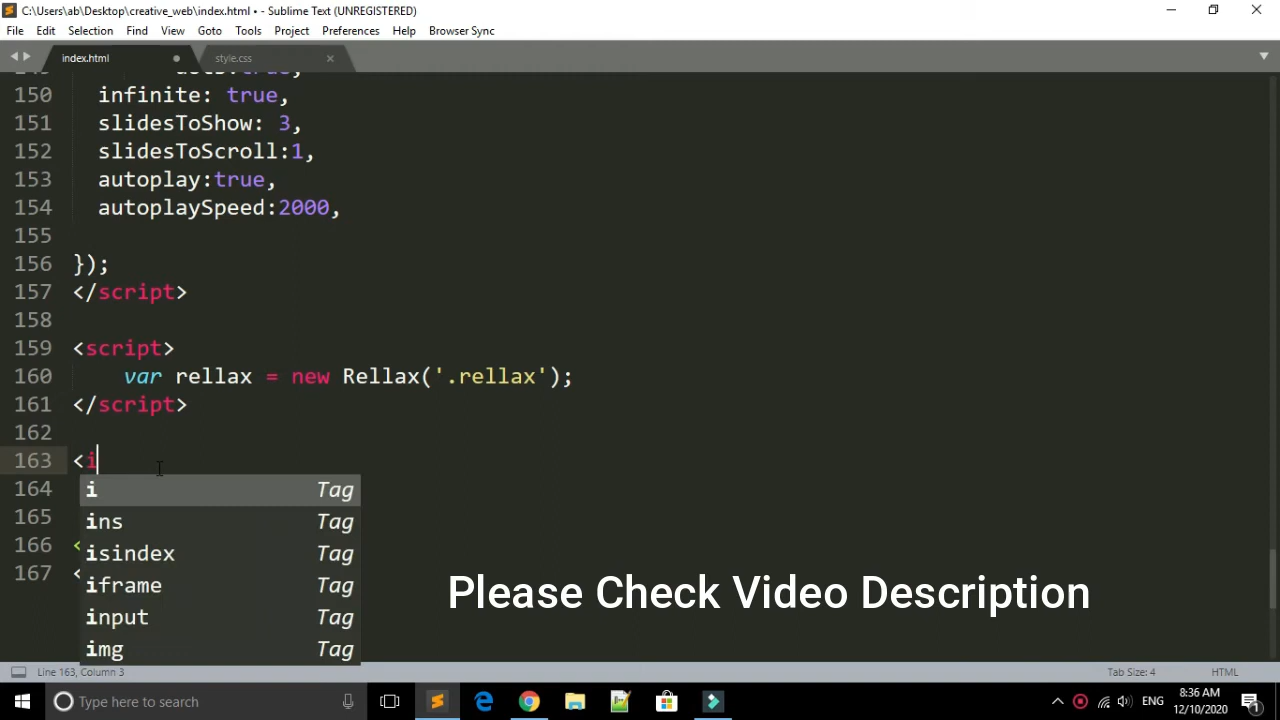 C:\Users\ab\Desktop\creative_web\index.html • - Sublime Text (UNREGISTERED)
File Edit Selection Find View Goto Tools Project Preferences Help Browser Sync
index.html style.css
150 infinite: true,
151 slidesToShow: 3,
152 slidesToScroll:1,
153 autoplay:true,
154 autoplaySpeed:2000,
155
156 });
157 </script>
158
159 <script>
160 var rellax = new Rellax('.rellax');
161 </script>
162
163 <i
164 i Tag
165 ins Tag
isindex Tag
166 <
iframe Tag
167 <
input Tag
img Tag
Please Check Video Description
Line 163, Column 3 Tab Size: 4 HTML
Type here to search ENG 8:36 AM
12/10/2020 1